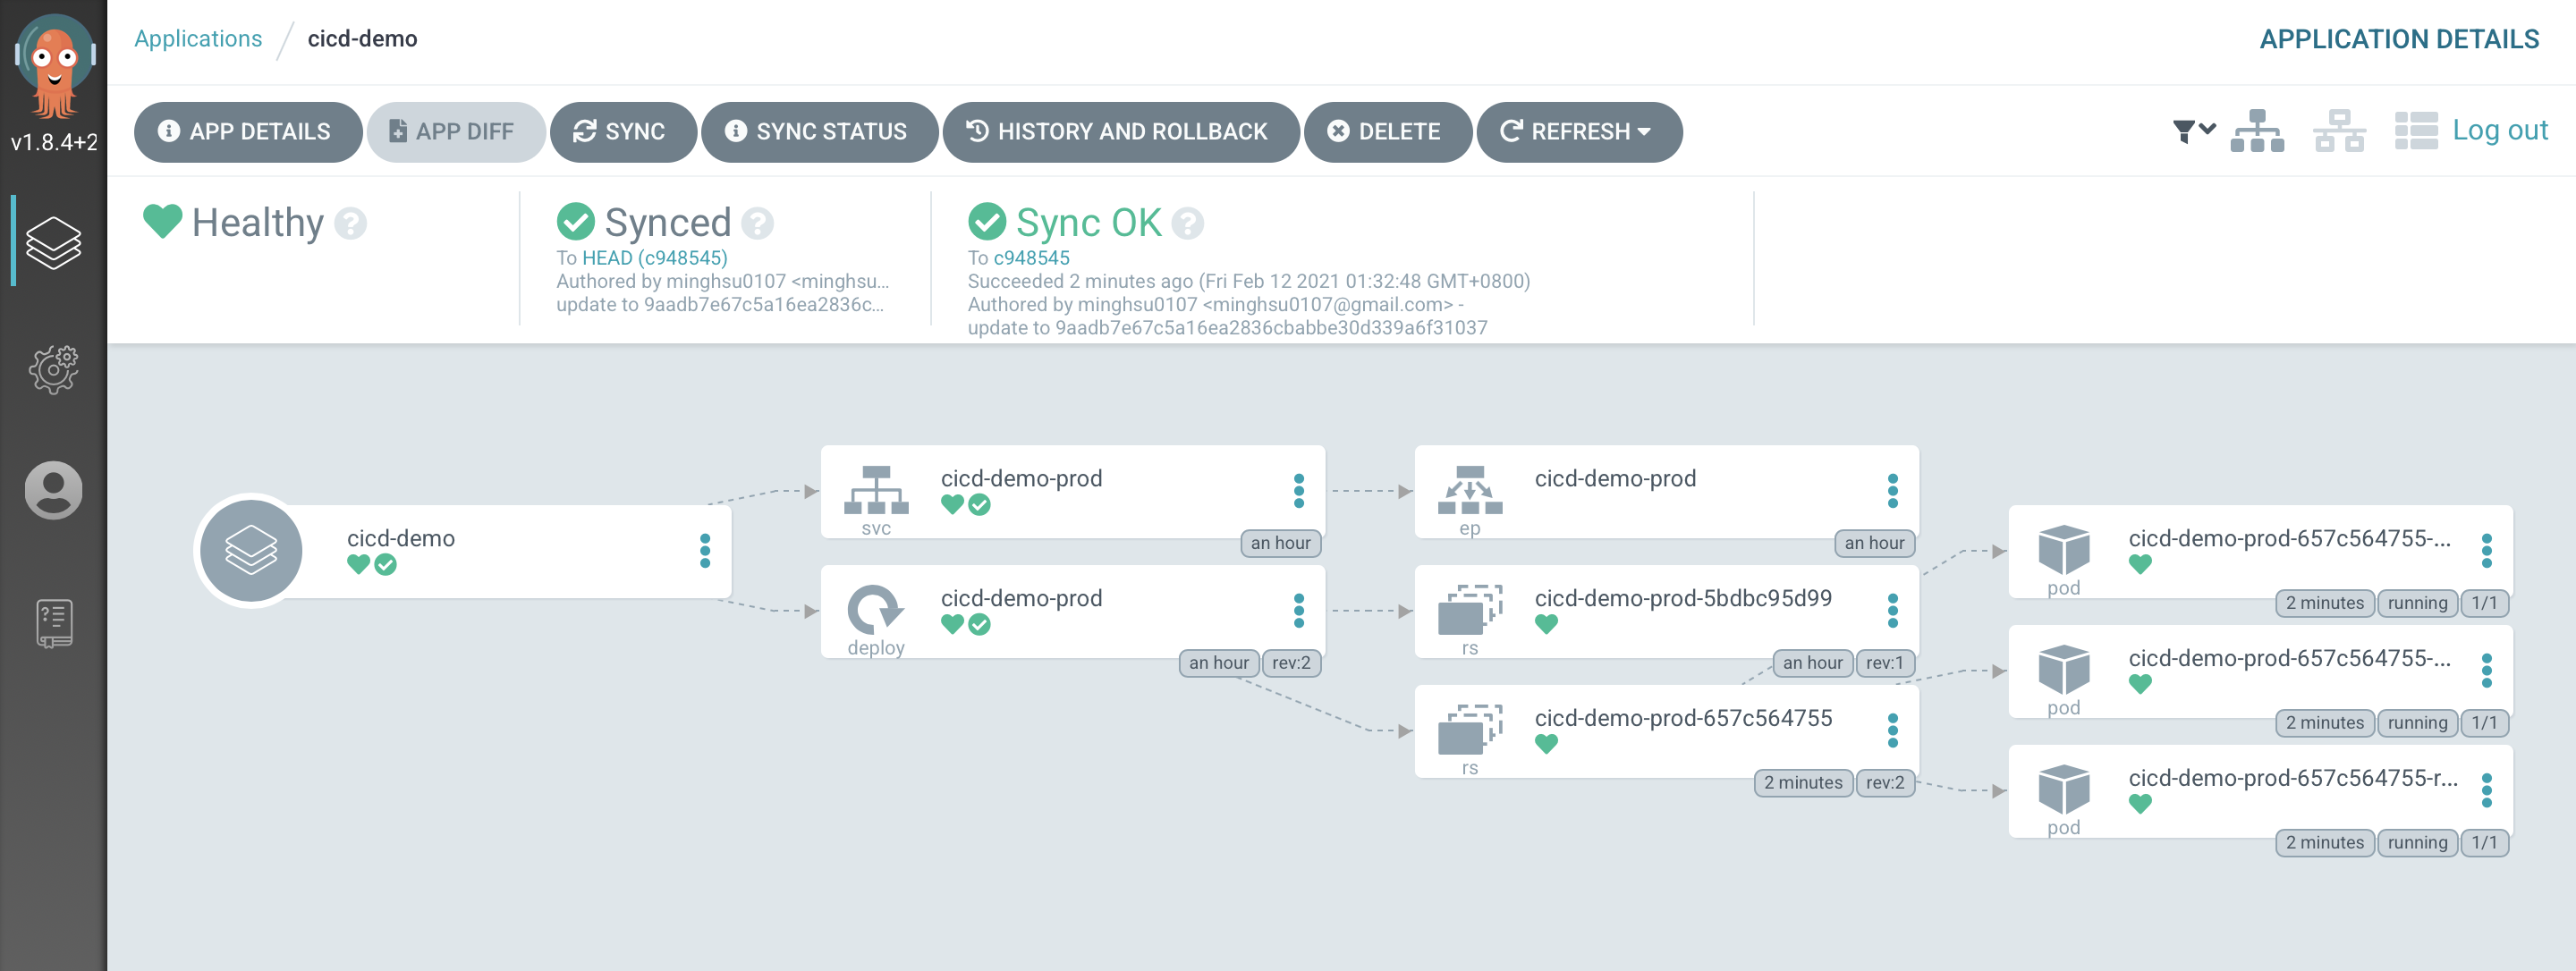 Applications / cicd-demo
APPLICATION DETAILS
v1.8.4+2
APP DETAILS
APP DIFF
SYNC
SYNC STATUS
HISTORY AND ROLLBACK
DELETE
REFRESH
Log out
Healthy ?
Synced ?
To HEAD (c948545)
Authored by minghsu0107 <minghsu...
update to 9aadb7e67c5a16ea2836c...
Sync OK ?
To c948545
Succeeded 2 minutes ago (Fri Feb 12 2021 01:32:48 GMT+0800)
Authored by minghsu0107 <minghsu0107@gmail.com> -
update to 9aadb7e67c5a16ea2836cbabbe30d339a6f31037
cicd-demo
cicd-demo-prod
svc
an hour
cicd-demo-prod
deploy
an hour rev:2
cicd-demo-prod
ep
an hour
cicd-demo-prod-5bdbc95d99
rs
an hour rev:1
cicd-demo-prod-657c564755
rs
2 minutes rev:2
cicd-demo-prod-657c564755-...
pod
2 minutes running 1/1
cicd-demo-prod-657c564755-...
pod
2 minutes running 1/1
cicd-demo-prod-657c564755-r...
pod
2 minutes running 1/1